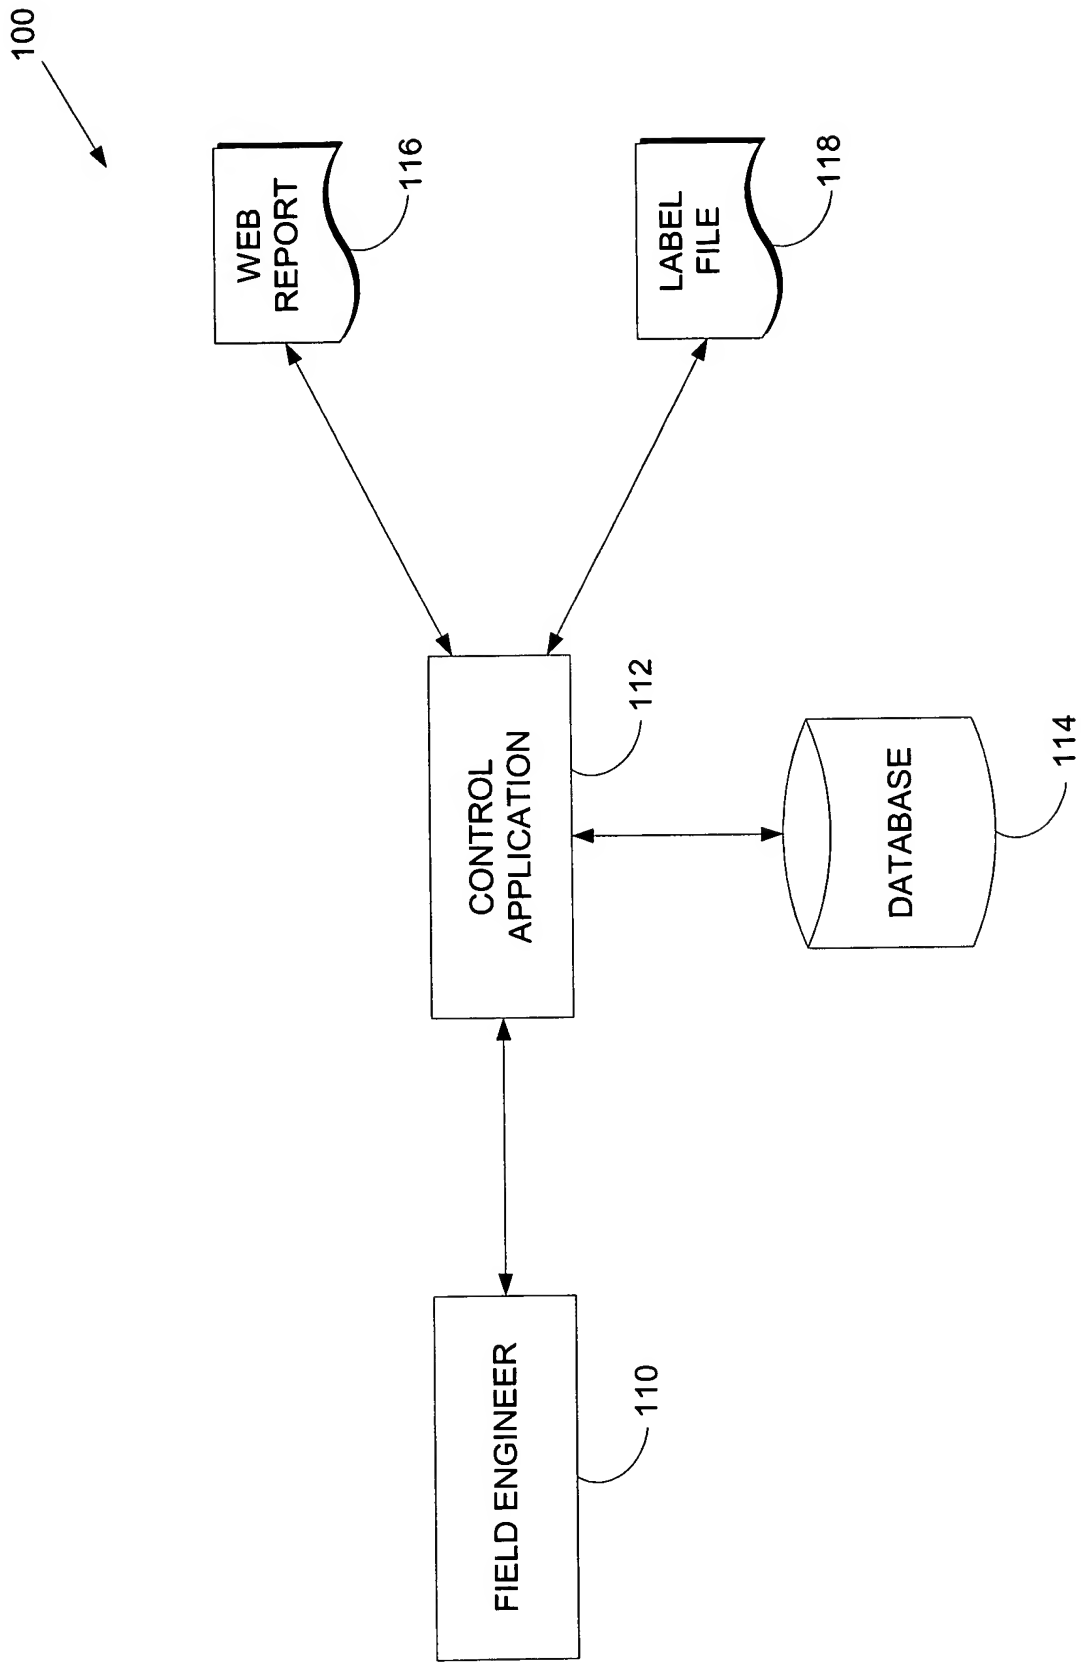 100
WEB
REPORT
116
LABEL
FILE
118
CONTROL
APPLICATION
112
DATABASE
114
FIELD ENGINEER
110